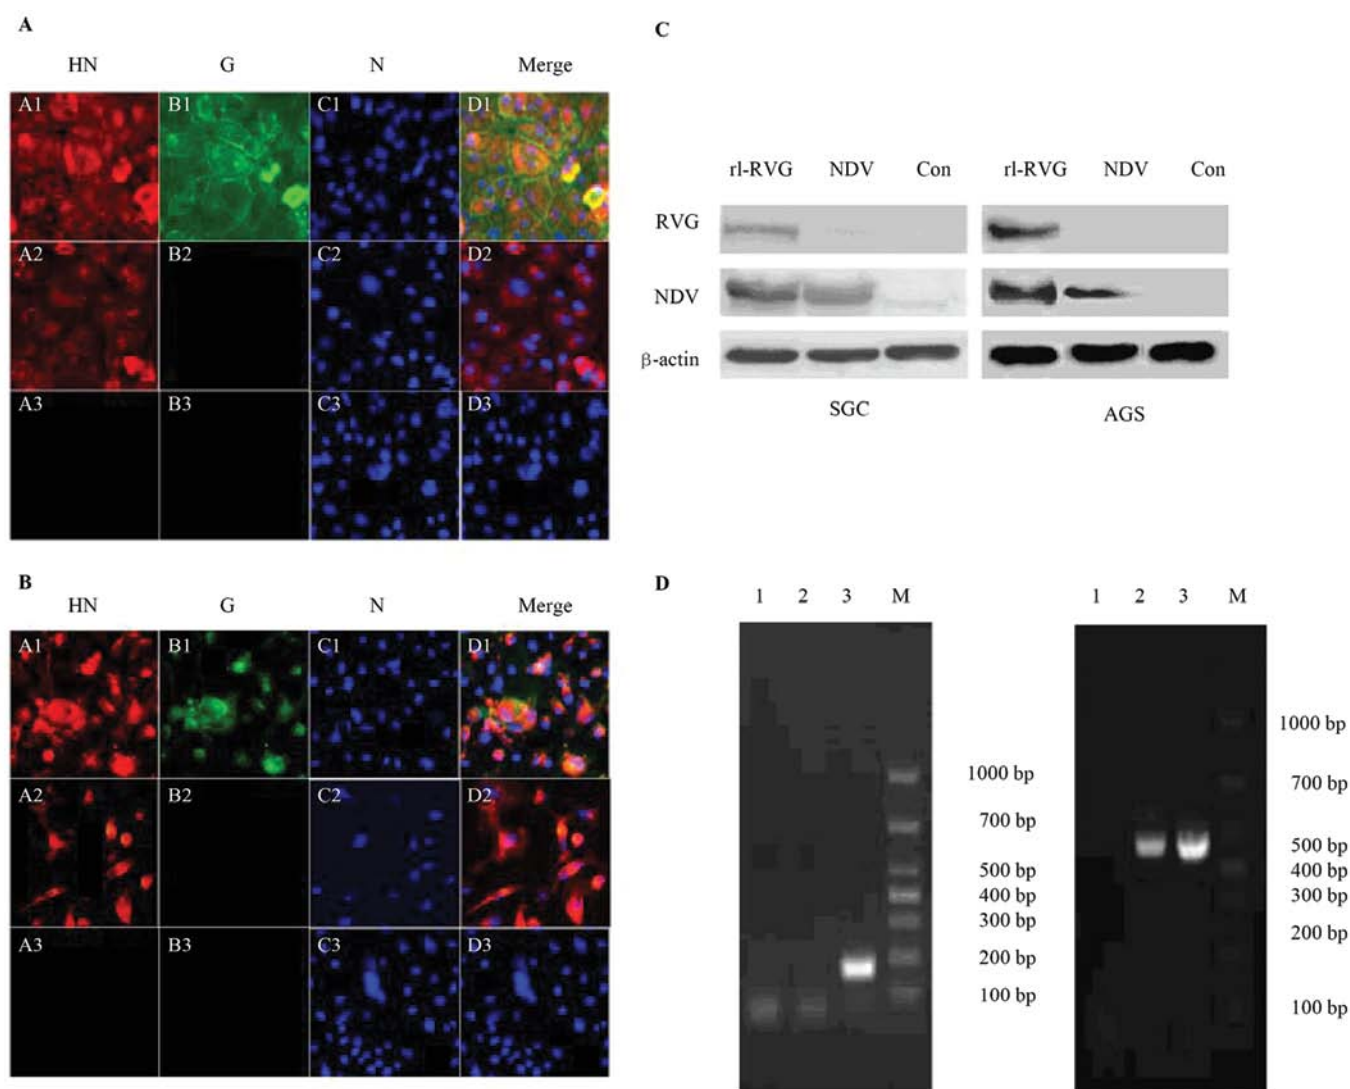 A
HN G N Merge
A1 B1 C1 D1
A2 B2 C2 D2
A3 B3 C3 D3
B
HN G N Merge
A1 B1 C1 D1
A2 B2 C2 D2
A3 B3 C3 D3
C
rl-RVG NDV Con rl-RVG NDV Con
RVG
NDV
β-actin
SGC AGS
D
1 2 3 M
1000 bp
700 bp
500 bp
400 bp
300 bp
200 bp
100 bp
1 2 3 M
1000 bp
700 bp
500 bp
400 bp
300 bp
200 bp
100 bp